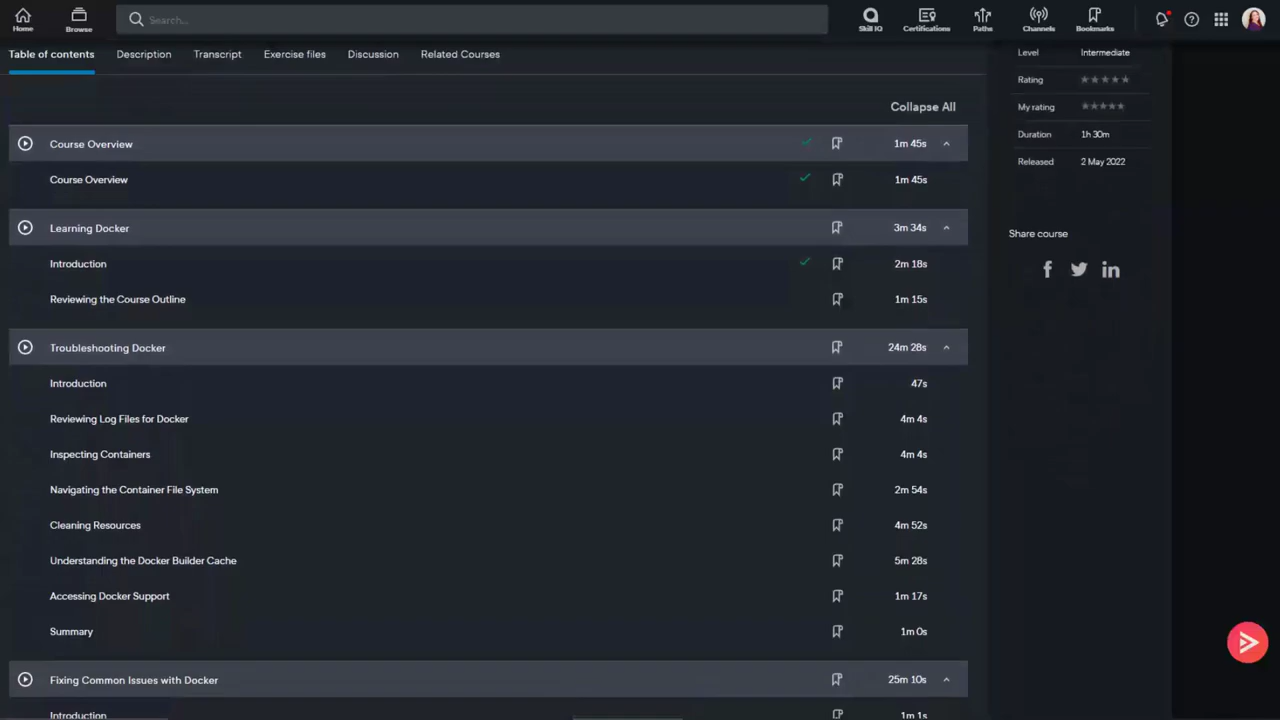 Home
Browse
Search...
Skill IQ
Certifications
Paths
Channels
Bookmarks
Table of contents
Description
Transcript
Exercise files
Discussion
Related Courses
Level Intermediate
Rating
My rating
Duration 1h 30m
Released 2 May 2022
Share course
Collapse All
Course Overview 1m 45s
Course Overview 1m 45s
Learning Docker 3m 34s
Introduction 2m 18s
Reviewing the Course Outline 1m 15s
Troubleshooting Docker 24m 28s
Introduction 47s
Reviewing Log Files for Docker 4m 4s
Inspecting Containers 4m 4s
Navigating the Container File System 2m 54s
Cleaning Resources 4m 52s
Understanding the Docker Builder Cache 5m 28s
Accessing Docker Support 1m 17s
Summary 1m 0s
Fixing Common Issues with Docker 25m 10s
Introduction 1m 1s